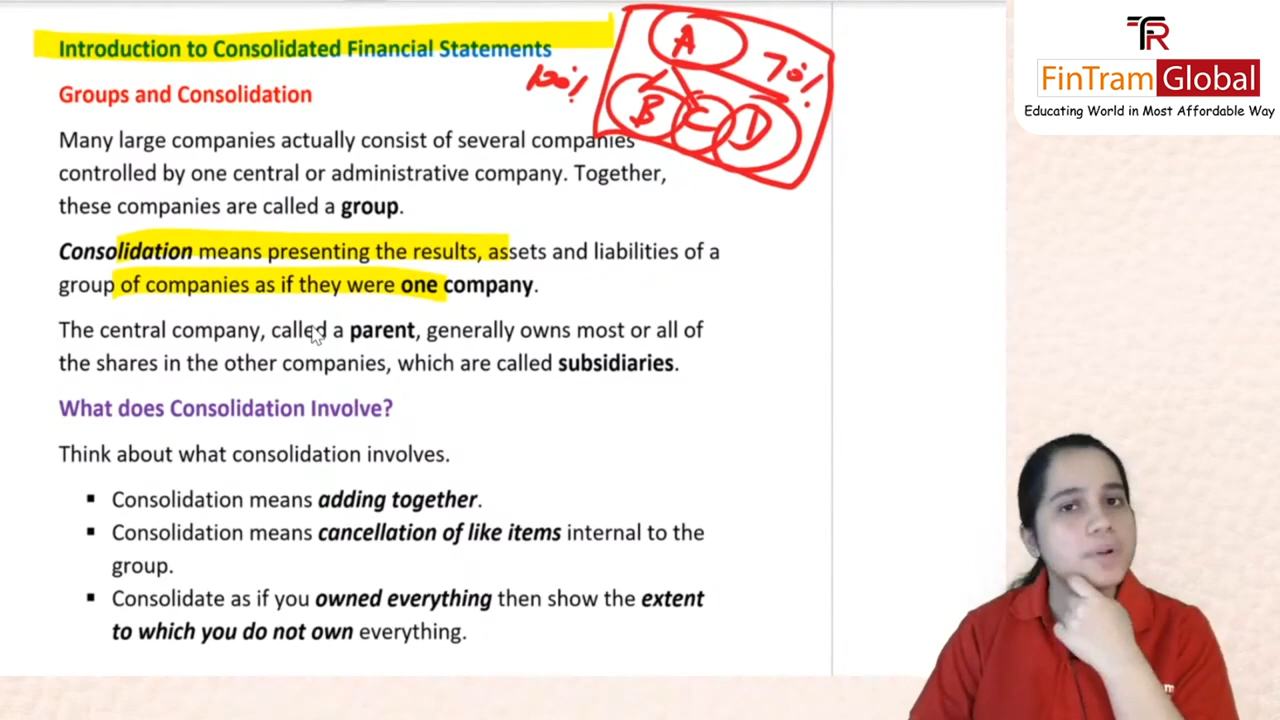 Introduction to Consolidated Financial Statements
Groups and Consolidation
Many large companies actually consist of several companies
controlled by one central or administrative company. Together,
these companies are called a group.
Consolidation means presenting the results, assets and liabilities of a
group of companies as if they were one company.
The central company, called a parent, generally owns most or all of
the shares in the other companies, which are called subsidiaries.
What does Consolidation Involve?
Think about what consolidation involves.
▪ Consolidation means adding together.
▪ Consolidation means cancellation of like items internal to the
group.
▪ Consolidate as if you owned everything then show the extent
to which you do not own everything.
A
100%
70%
B C D
FinTram Global
Educating World in Most Affordable Way